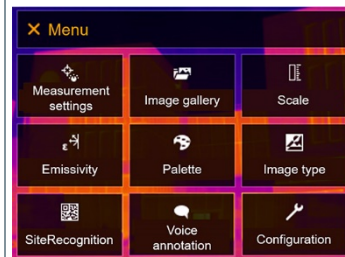 Menu
Measurement
settings
Image gallery
Scale
ε
Emissivity
Palette
Image type
SiteRecognition
Voice
annotation
Configuration